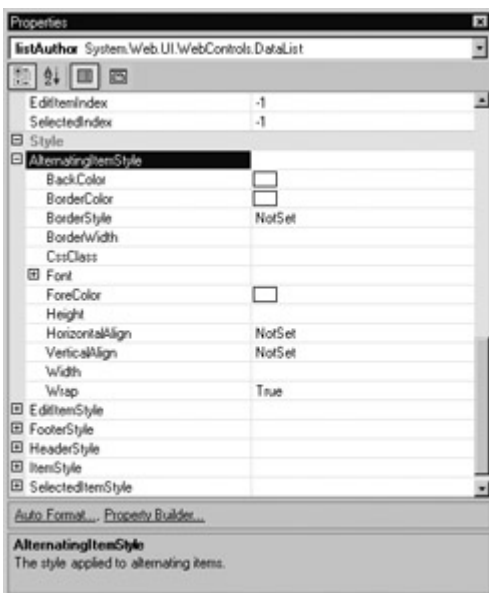 Properties
listAuthor System.Web.UI.WebControls.DataList
EditItemIndex -1
SelectedIndex -1
Style
AlternatingItemStyle
BackColor
BorderColor
BorderStyle NotSet
BorderWidth
CssClass
Font
ForeColor
Height
HorizontalAlign NotSet
VerticalAlign NotSet
Width
Wrap True
EditItemStyle
FooterStyle
HeaderStyle
ItemStyle
SelectedItemStyle
Auto Format..., Property Builder...
AlternatingItemStyle
The style applied to alternating items.